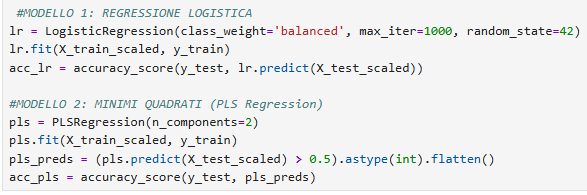 #MODELLO 1: REGRESSIONE LOGISTICA
lr = LogisticRegression(class_weight='balanced', max_iter=1000, random_state=42)
lr.fit(X_train_scaled, y_train)
acc_lr = accuracy_score(y_test, lr.predict(X_test_scaled))
#MODELLO 2: MINIMI QUADRATI (PLS Regression)
pls = PLSRegression(n_components=2)
pls.fit(X_train_scaled, y_train)
pls_preds = (pls.predict(X_test_scaled) > 0.5).astype(int).flatten()
acc_pls = accuracy_score(y_test, pls_preds)